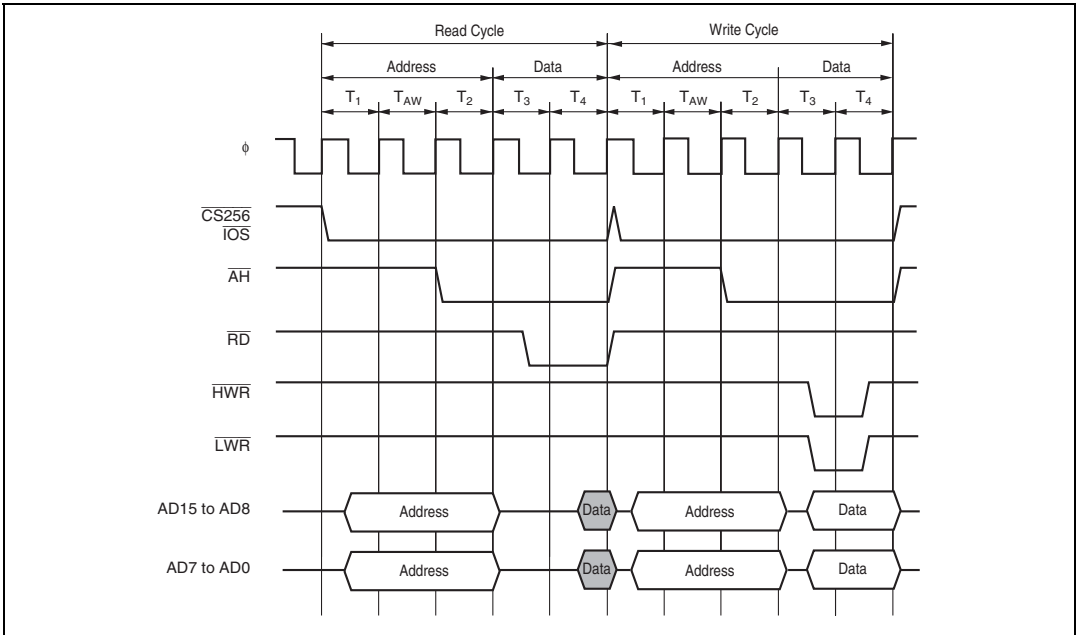 Read Cycle Write Cycle
Address Data Address Data
T1 TAW T2 T3 T4 T1 TAW T2 T3 T4
ϕ
CS256
IOS
AH
RD
HWR
LWR
AD15 to AD8 Address Data Address Data
AD7 to AD0 Address Data Address Data